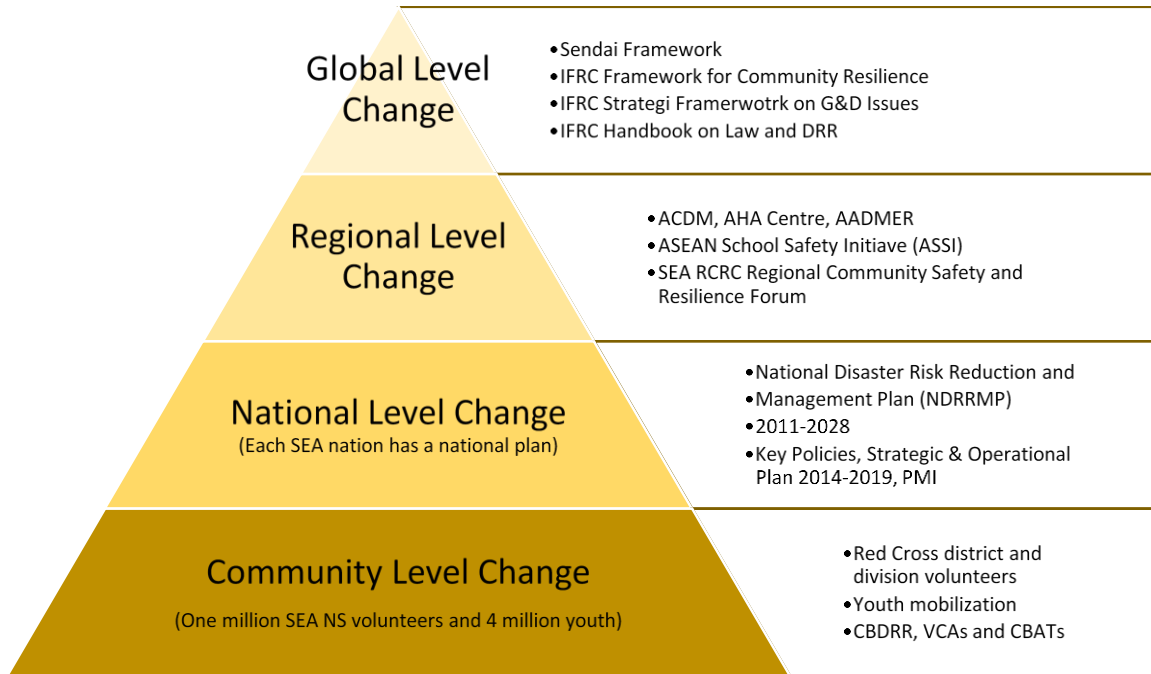 Global Level
Change
•Sendai Framework
•IFRC Framework for Community Resilience
•IFRC Strategi Framerwotrk on G&D Issues
•IFRC Handbook on Law and DRR
Regional Level
Change
•ACDM, AHA Centre, AADMER
•ASEAN School Safety Initiave (ASSI)
•SEA RCRC Regional Community Safety and
Resilience Forum
National Level Change
(Each SEA nation has a national plan)
•National Disaster Risk Reduction and
•Management Plan (NDRRMP)
•2011-2028
•Key Policies, Strategic & Operational
Plan 2014-2019, PMI
Community Level Change
(One million SEA NS volunteers and 4 million youth)
•Red Cross district and
division volunteers
•Youth mobilization
•CBDRR, VCAs and CBATs